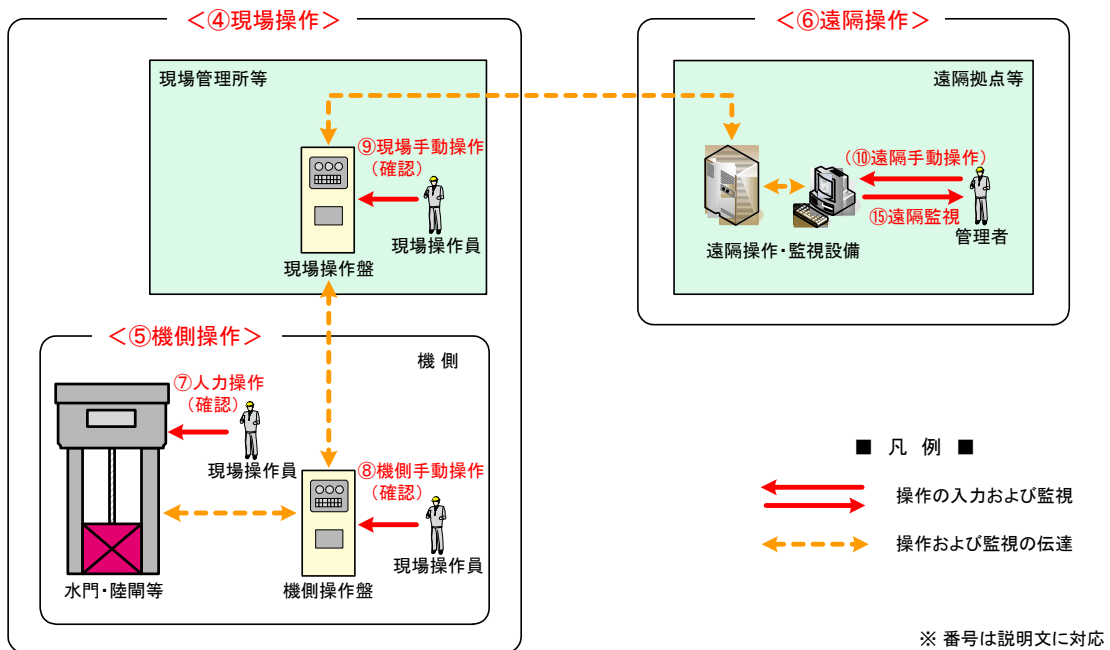 ＜④現場操作＞
現場管理所等
⑨現場手動操作
（確認）
現場操作員
現場操作盤
＜⑤機側操作＞
機 側
⑦人力操作
（確認）
現場操作員
⑧機側手動操作
（確認）
現場操作員
水門・陸閘等
機側操作盤
＜⑥遠隔操作＞
遠隔拠点等
（⑩遠隔手動操作）
⑮遠隔監視
管理者
遠隔操作・監視設備
■ 凡 例 ■
操作の入力および監視
操作および監視の伝達
※ 番号は説明文に対応